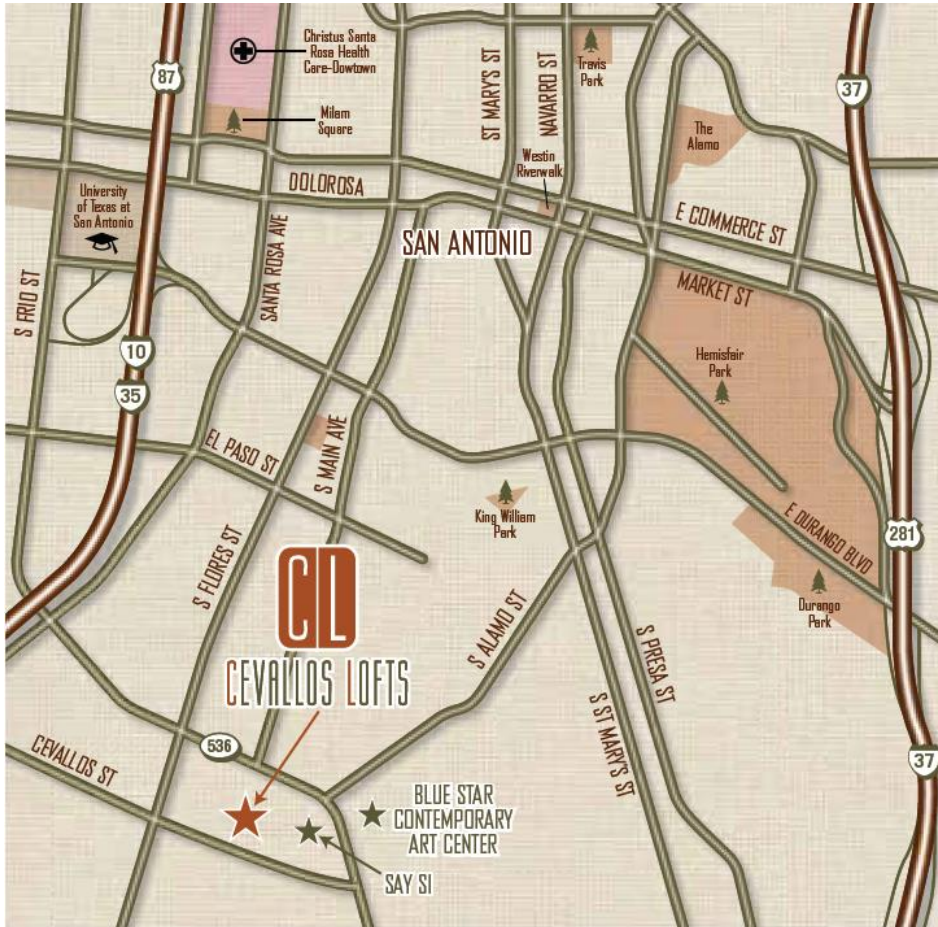 Christus Santa
Rosa Health
Care-Dowtown
87
37
ST MARY'S ST
NAVARRO ST
Travis
Park
Milam
Square
The
Alamo
Westin
Riverwalk
DOLOROSA
University
of Texas at
San Antonio
SANTA ROSA AVE
SAN ANTONIO
E COMMERCE ST
MARKET ST
S FRIO ST
10
35
Hemisfair
Park
EL PASO ST
S MAIN AVE
King William
Park
E DURANGO BLVD
281
S FLORES ST
CL
CEVALLOS LOFTS
S ALAMO ST
S PRESA ST
Durango
Park
S ST MARY'S ST
536
CEVALLOS ST
37
BLUE STAR
CONTEMPORARY
ART CENTER
SAY SI